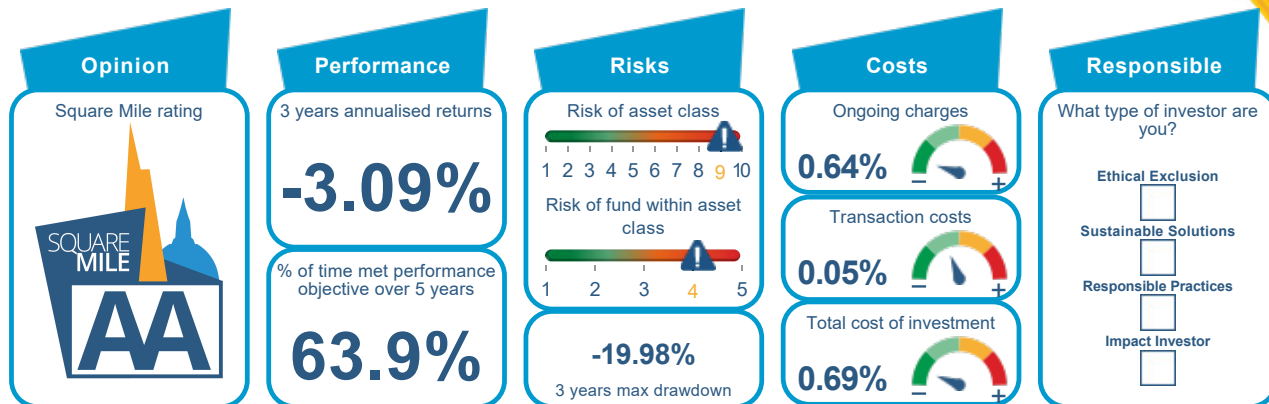 Opinion
Square Mile rating
SQUARE
MILE
AA
Performance
3 years annualised returns
-3.09%
% of time met performance
objective over 5 years
63.9%
Risks
Risk of asset class
1 2 3 4 5 6 7 8 9 10
Risk of fund within asset
class
1 2 3 4 5
-19.98%
3 years max drawdown
Costs
Ongoing charges
0.64%
− +
Transaction costs
0.05%
− +
Total cost of investment
0.69%
− +
Responsible
What type of investor are
you?
Ethical Exclusion
Sustainable Solutions
Responsible Practices
Impact Investor